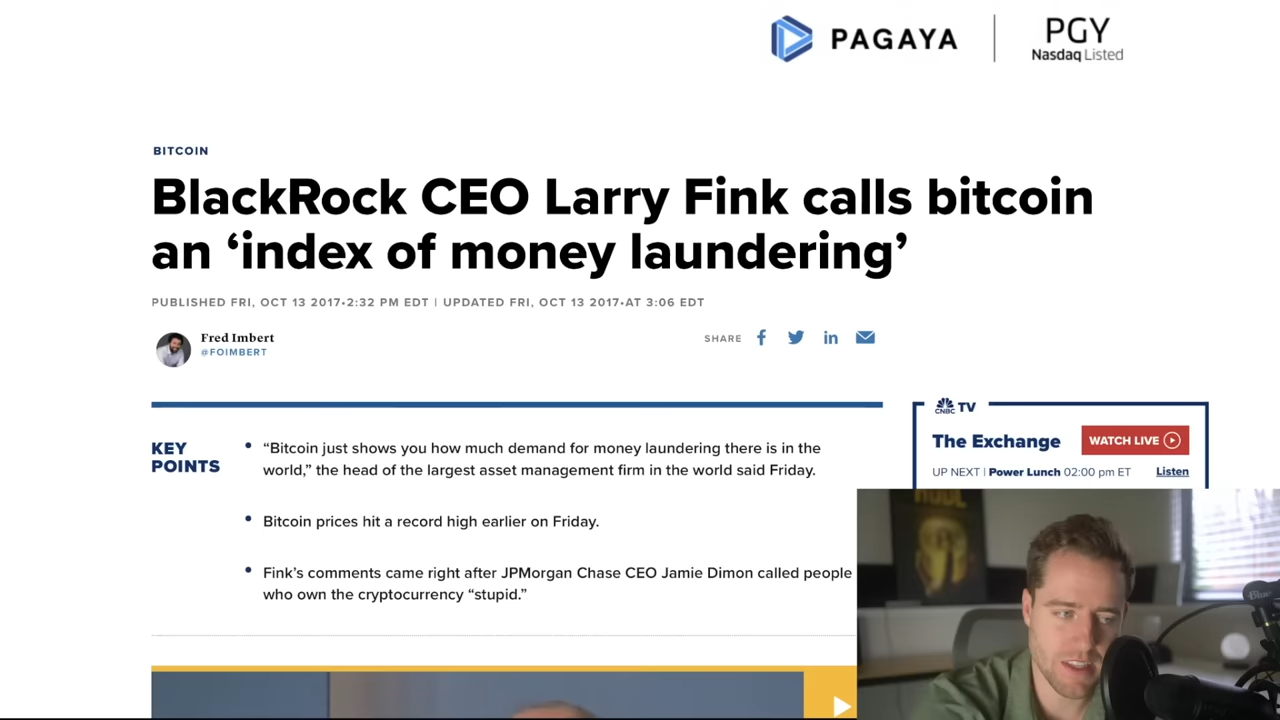 PAGAYA
PGY
Nasdaq Listed
BITCOIN
BlackRock CEO Larry Fink calls bitcoin
an ‘index of money laundering’
PUBLISHED FRI, OCT 13 2017•2:32 PM EDT | UPDATED FRI, OCT 13 2017•AT 3:06 EDT
Fred Imbert
@FOIMBERT
SHARE
KEY
POINTS
“Bitcoin just shows you how much demand for money laundering there is in the
world,” the head of the largest asset management firm in the world said Friday.
Bitcoin prices hit a record high earlier on Friday.
Fink’s comments came right after JPMorgan Chase CEO Jamie Dimon called people
who own the cryptocurrency “stupid.”
CNBC TV
The Exchange
WATCH LIVE
UP NEXT | Power Lunch 02:00 pm ET
Listen
HODL
Blue